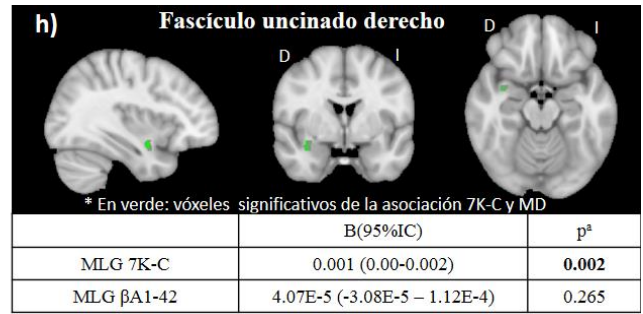 h) Fascículo uncinado derecho
D I D I
* En verde: vóxeles significativos de la asociación 7K-C y MD
B(95%IC) pª
MLG 7K-C 0.001 (0.00-0.002) 0.002
MLG βA1-42 4.07E-5 (-3.08E-5 – 1.12E-4) 0.265